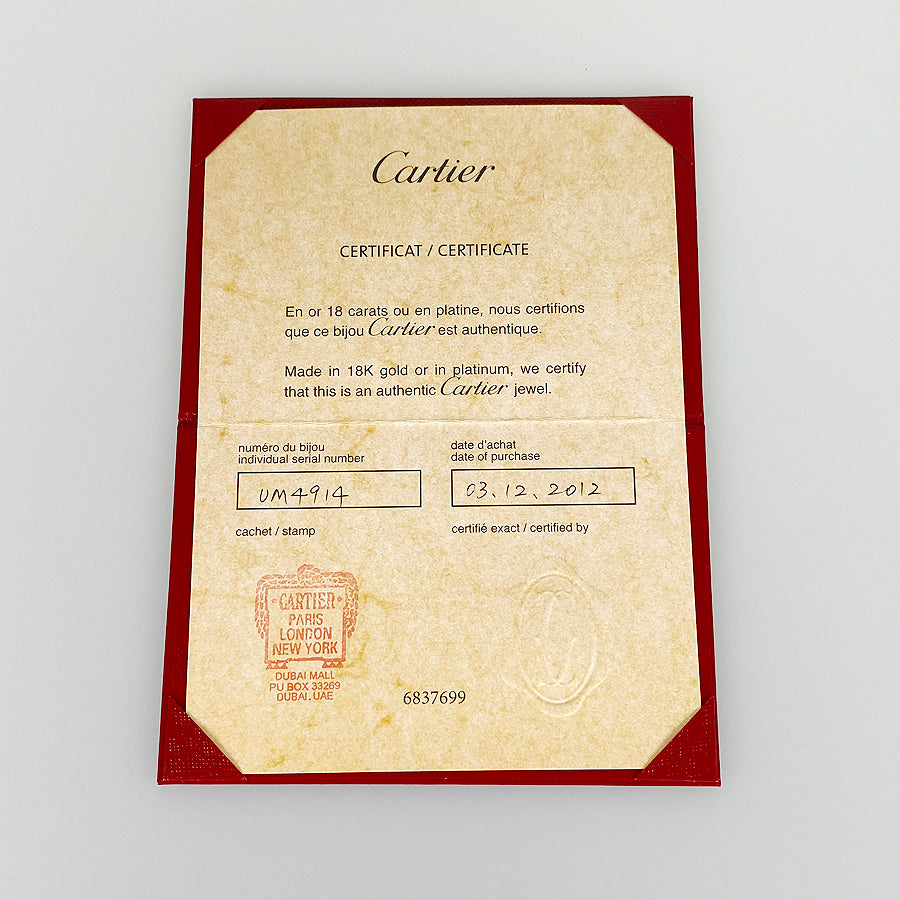 Cartier
CERTIFICAT / CERTIFICATE
En or 18 carats ou en platine, nous certifions
que ce bijou Cartier est authentique.
Made in 18K gold or in platinum, we certify
that this is an authentic Cartier jewel.
numéro du bijou
individual serial number
UM4914
date d'achat
date of purchase
03.12.2012
cachet / stamp
certifié exact / certified by
CARTIER
PARIS
LONDON
NEW YORK
DUBAI MALL
PU BOX 33269
DUBAI. UAE
6837699